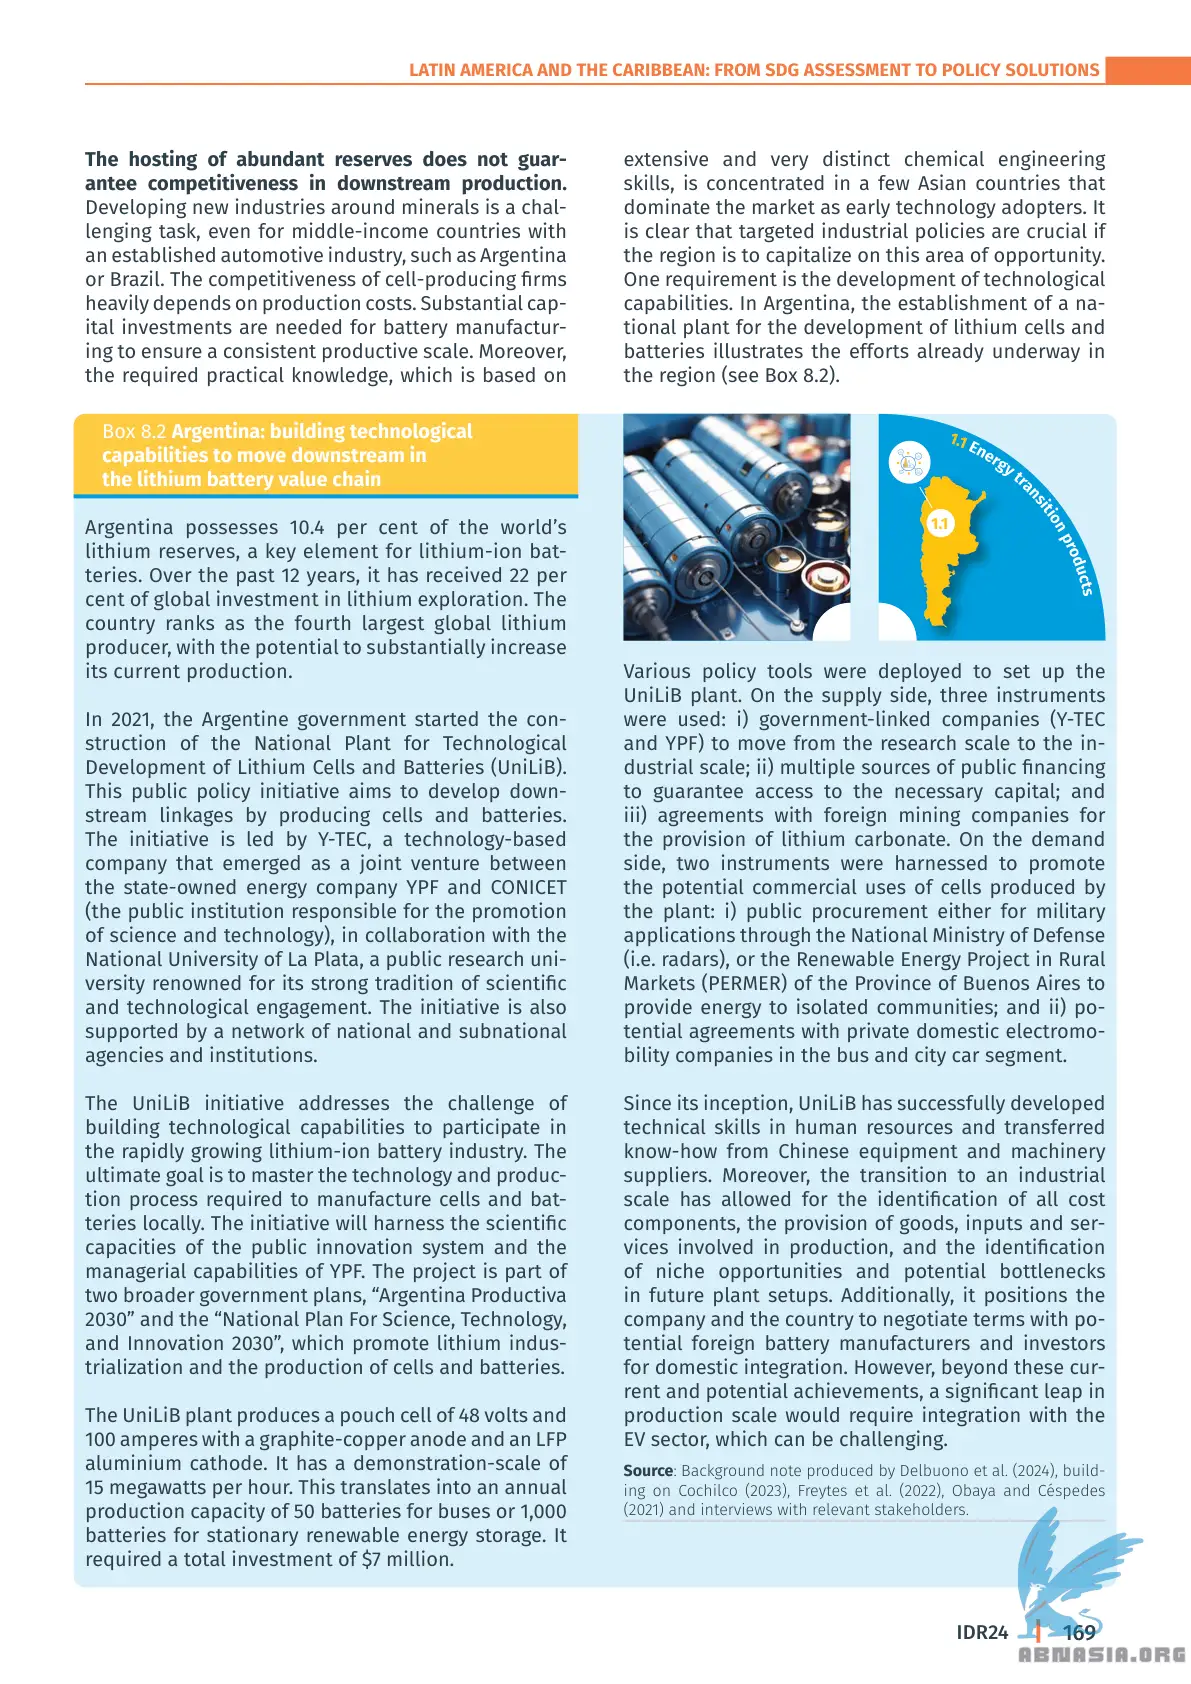 LATIN AMERICA AND THE CARIBBEAN: FROM SDG ASSESSMENT TO POLICY SOLUTIONS
The hosting of abundant reserves does not guar-
antee competitiveness in downstream production.
Developing new industries around minerals is a chal-
lenging task, even for middle-income countries with
an established automotive industry, such as Argentina
or Brazil. The competitiveness of cell-producing firms
heavily depends on production costs. Substantial cap-
ital investments are needed for battery manufactur-
ing to ensure a consistent productive scale. Moreover,
the required practical knowledge, which is based on
extensive and very distinct chemical engineering
skills, is concentrated in a few Asian countries that
dominate the market as early technology adopters. It
is clear that targeted industrial policies are crucial if
the region is to capitalize on this area of opportunity.
One requirement is the development of technological
capabilities. In Argentina, the establishment of a na-
tional plant for the development of lithium cells and
batteries illustrates the efforts already underway in
the region (see Box 8.2).
Box 8.2 Argentina: building technological
capabilities to move downstream in
the lithium battery value chain
Argentina possesses 10.4 per cent of the world's
lithium reserves, a key element for lithium-ion bat-
teries. Over the past 12 years, it has received 22 per
cent of global investment in lithium exploration. The
country ranks as the fourth largest global lithium
producer, with the potential to substantially increase
its current production.
In 2021, the Argentine government started the con-
struction of the National Plant for Technological
Development of Lithium Cells and Batteries (UniLiB).
This public policy initiative aims to develop down-
stream linkages by producing cells and batteries.
The initiative is led by Y-TEC, a technology-based
company that emerged as a joint venture between
the state-owned energy company YPF and CONICET
(the public institution responsible for the promotion
of science and technology), in collaboration with the
National University of La Plata, a public research uni-
versity renowned for its strong tradition of scientific
and technological engagement. The initiative is also
supported by a network of national and subnational
agencies and institutions.
The UniLiB initiative addresses the challenge of
building technological capabilities to participate in
the rapidly growing lithium-ion battery industry. The
ultimate goal is to master the technology and produc-
tion process required to manufacture cells and bat-
teries locally. The initiative will harness the scientific
capacities of the public innovation system and the
managerial capabilities of YPF. The project is part of
two broader government plans, “Argentina Productiva
2030” and the “National Plan For Science, Technology,
and Innovation 2030”, which promote lithium indus-
trialization and the production of cells and batteries.
The UniLiB plant produces a pouch cell of 48 volts and
100 amperes with a graphite-copper anode and an LFP
aluminium cathode. It has a demonstration-scale of
15 megawatts per hour. This translates into an annual
production capacity of 50 batteries for buses or 1,000
batteries for stationary renewable energy storage. It
required a total investment of $7 million.
1.1 Energy transition products
1.1
Various policy tools were deployed to set up the
UniLiB plant. On the supply side, three instruments
were used: i) government-linked companies (Y-TEC
and YPF) to move from the research scale to the in-
dustrial scale; ii) multiple sources of public financing
to guarantee access to the necessary capital; and
iii) agreements with foreign mining companies for
the provision of lithium carbonate. On the demand
side, two instruments were harnessed to promote
the potential commercial uses of cells produced by
the plant: i) public procurement either for military
applications through the National Ministry of Defense
(i.e. radars), or the Renewable Energy Project in Rural
Markets (PERMER) of the Province of Buenos Aires to
provide energy to isolated communities; and ii) po-
tential agreements with private domestic electromo-
bility companies in the bus and city car segment.
Since its inception, UniLiB has successfully developed
technical skills in human resources and transferred
know-how from Chinese equipment and machinery
suppliers. Moreover, the transition to an industrial
scale has allowed for the identification of all cost
components, the provision of goods, inputs and ser-
vices involved in production, and the identification
of niche opportunities and potential bottlenecks
in future plant setups. Additionally, it positions the
company and the country to negotiate terms with po-
tential foreign battery manufacturers and investors
for domestic integration. However, beyond these cur-
rent and potential achievements, a significant leap in
production scale would require integration with the
EV sector, which can be challenging.
Source: Background note produced by Delbuono et al. (2024), build-
ing on Cochilco (2023), Freytes et al. (2022), Obaya and Céspedes
(2021) and interviews with relevant stakeholders.
IDR24 | 169
ABNASIA.ORG